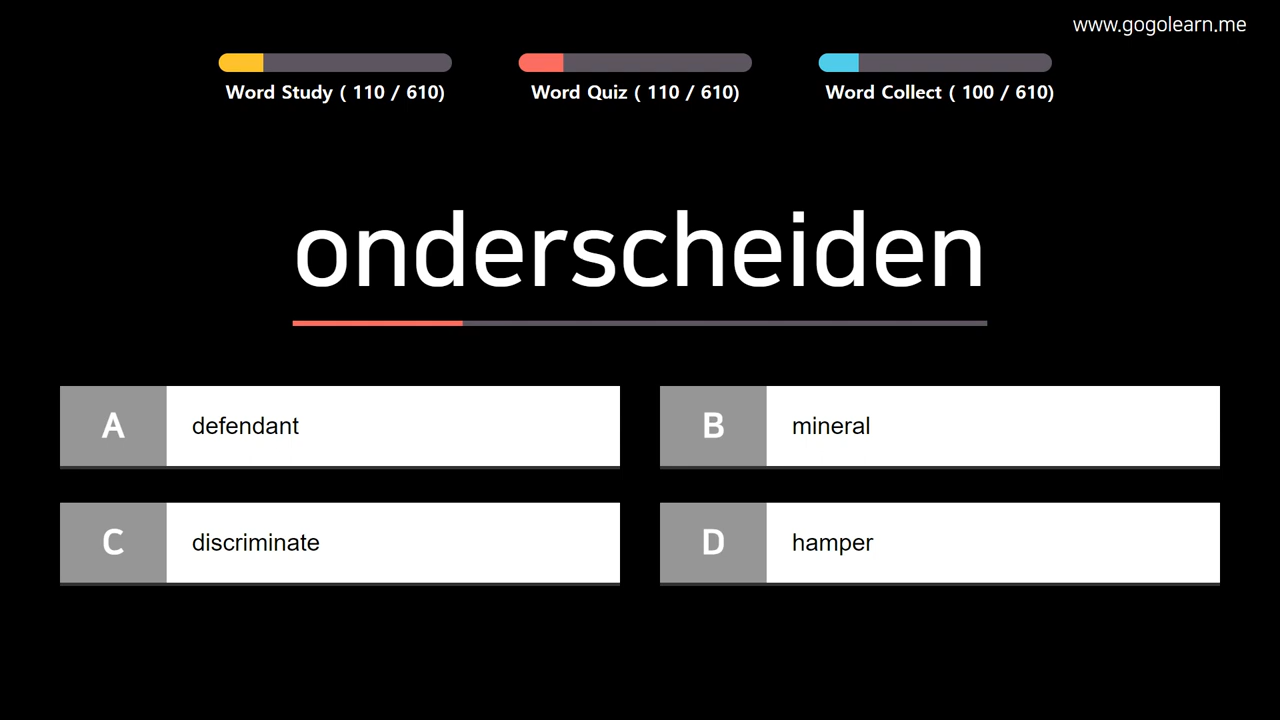 www.gogolearn.me
Word Study ( 110 / 610)
Word Quiz ( 110 / 610)
Word Collect ( 100 / 610)
onderscheiden
A defendant
B mineral
C discriminate
D hamper